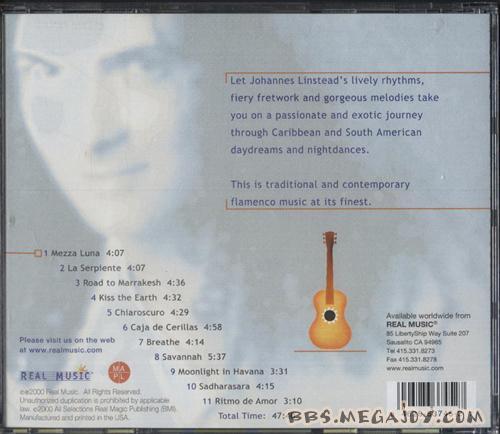 Let Johannes Linstead's lively rhythms,
fiery fretwork and gorgeous melodies take
you on a passionate and exotic journey
through Caribbean and South American
daydreams and nightdances.
This is traditional and contemporary
flamenco music at its finest.
1 Mezza Luna 4:07
2 La Serpiente 4:07
3 Road to Marrakesh 4:36
4 Kiss the Earth 4:32
5 Chiaroscuro 4:29
6 Caja de Cerillas 4:58
7 Breathe 4:14
8 Savannah 5:37
9 Moonlight in Havana 3:31
10 Sadharasara 4:15
11 Ritmo de Amor 3:10
Total Time:
Please visit us on the web
at www.realmusic.com
REAL MUSIC
MA
PL
℗©2000 Real Music. All Rights Reserved.
Unauthorized duplication is prohibited by applicable
law. ©2000 All Selections Real Magic Publishing (BMI).
Manufactured and printed in the USA.
Available worldwide from
REAL MUSIC®
85 LibertyShip Way Suite 207
Sausalito CA 94965
Tel 415.331.8273
Fax 415.331.8278
www.realmusic.com
BBS.MEGAJOY.COM